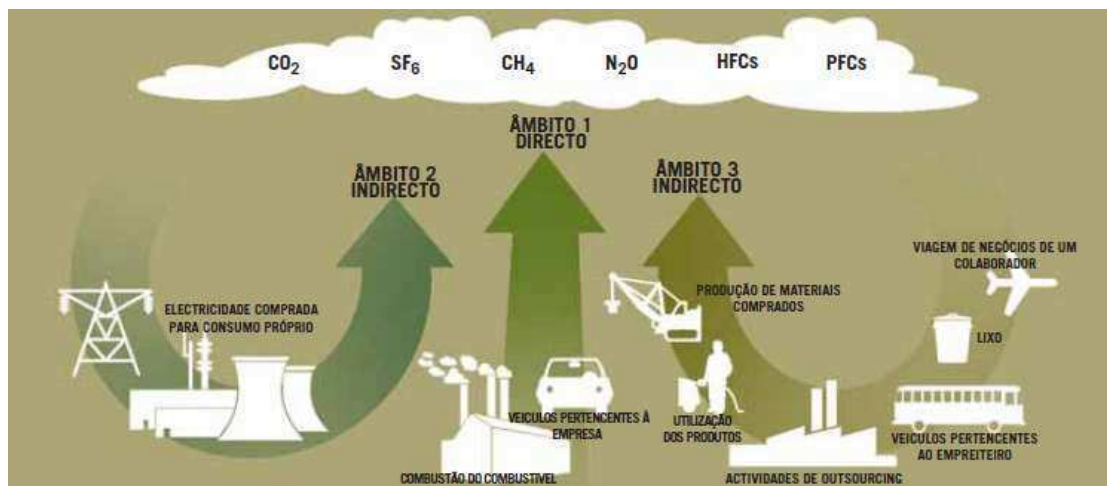 CO₂ SF₆ CH₄ N₂O HFCs PFCs
ÂMBITO 1
DIRECTO
ÂMBITO 2
INDIRECTO
ÂMBITO 3
INDIRECTO
VIAGEM DE NEGÓCIOS DE UM
COLABORADOR
ELECTRICIDADE COMPRADA
PARA CONSUMO PRÓPRIO
PRODUÇÃO DE MATERIAIS
COMPRADOS
LIXO
VEICULOS PERTENCENTES À
EMPRESA
UTILIZAÇÃO
DOS PRODUTOS
VEICULOS PERTENCENTES
AO EMPREITEIRO
COMBUSTÃO DO COMBUSTIVEL
ACTIVIDADES DE OUTSOURCING